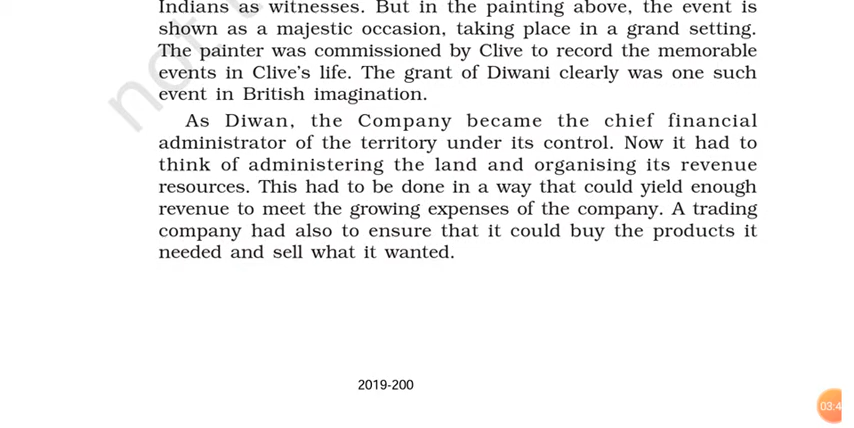 Indians as witnesses. But in the painting above, the event is
shown as a majestic occasion, taking place in a grand setting.
The painter was commissioned by Clive to record the memorable
events in Clive's life. The grant of Diwani clearly was one such
event in British imagination.
As Diwan, the Company became the chief financial
administrator of the territory under its control. Now it had to
think of administering the land and organising its revenue
resources. This had to be done in a way that could yield enough
revenue to meet the growing expenses of the company. A trading
company had also to ensure that it could buy the products it
needed and sell what it wanted.
not
2019-200
03:4